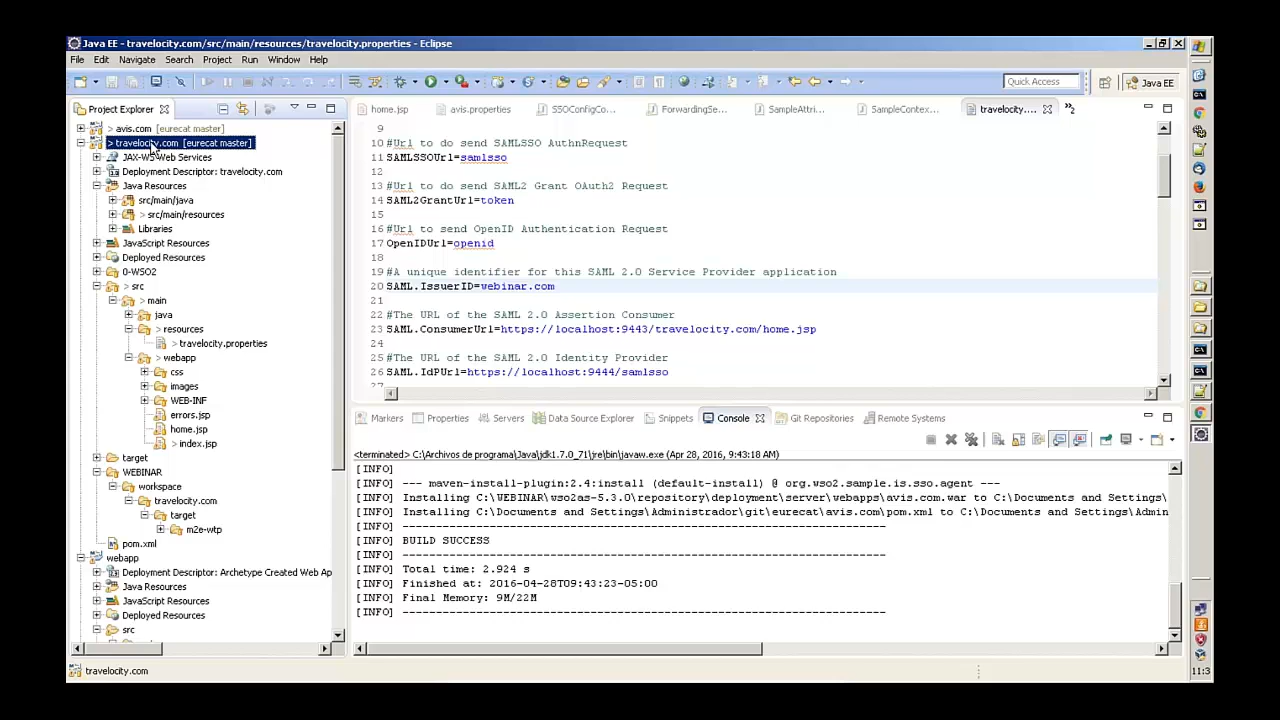 Java EE - travelocity.com/src/main/resources/travelocity.properties - Eclipse
File Edit Navigate Search Project Run Window Help
Quick Access
Java EE
Project Explorer
> avis.com [eurecat master]
> travelocity.com [eurecat master]
JAX-WS Web Services
Deployment Descriptor: travelocity.com
Java Resources
src/main/java
> src/main/resources
Libraries
JavaScript Resources
Deployed Resources
0-WSO2
> src
> main
java
> resources
> travelocity.properties
> webapp
css
images
WEB-INF
errors.jsp
home.jsp
> index.jsp
target
WEBINAR
workspace
travelocity.com
target
m2e-wtp
pom.xml
webapp
Deployment Descriptor: Archetype Created Web Ap
Java Resources
JavaScript Resources
Deployed Resources
src
home.jsp
avis.properties
SSOConfigCo...
ForwardingSe...
SampleAttri...
SampleContex...
travelocity....
»2
9
10 #Url to do send SAMLSSO AuthnRequest
11 SAMLSSOUrl=samlsso
12
13 #Url to do send SAML2 Grant OAuth2 Request
14 SAML2GrantUrl=token
15
16 #Url to send OpenID Authentication Request
17 OpenIDUrl=openid
18
19 #A unique identifier for this SAML 2.0 Service Provider application
20 SAML.IssuerID=webinar.com
21
22 #The URL of the SAML 2.0 Assertion Consumer
23 SAML.ConsumerUrl=https://localhost:9443/travelocity.com/home.jsp
24
25 #The URL of the SAML 2.0 Identity Provider
26 SAML.IdPUrl=https://localhost:9444/samlsso
27
Markers Properties Servers Data Source Explorer Snippets Console Git Repositories Remote Systems
<terminated> C:\Archivos de programa\Java\jdk1.7.0_71\jre\bin\javaw.exe (Apr 28, 2016, 9:43:18 AM)
[INFO]
[INFO] --- maven-install-plugin:2.4:install (default-install) @ org.wso2.sample.is.sso.agent ---
[INFO] Installing C:\WEBINAR\wso-as-5.3.0\repository\deployment\server\webapps\avis.com.war to C:\Documents and Settings\
[INFO] Installing C:\Documents and Settings\Administrador\git\eurecat\avis.com\pom.xml to C:\Documents and Settings\Admin
[INFO] ------------------------------------------------------------------------
[INFO] BUILD SUCCESS
[INFO] ------------------------------------------------------------------------
[INFO] Total time: 2.924 s
[INFO] Finished at: 2016-04-28T09:43:23-05:00
[INFO] Final Memory: 9M/22M
[INFO] ------------------------------------------------------------------------
travelocity.com
11:3